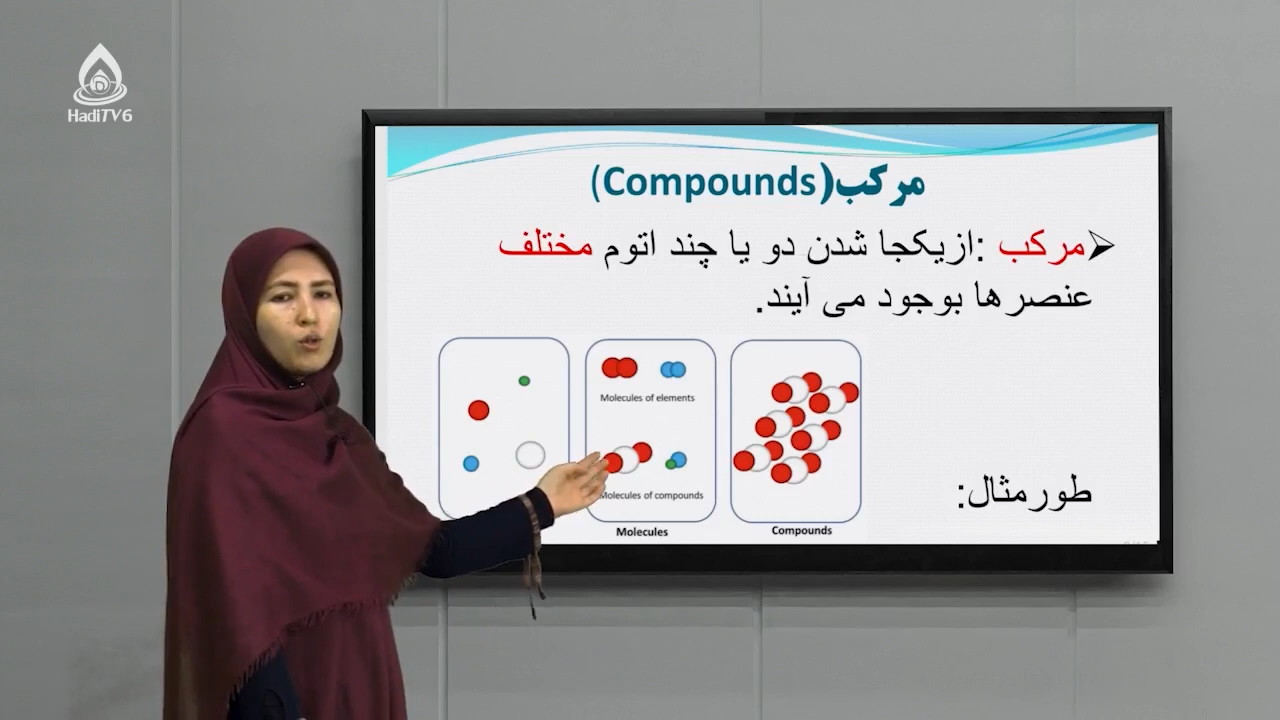 HadiTV6
مرکب(Compounds)
مرکب :ازیکجا شدن دو یا چند اتوم مختلف
عنصرها بوجود می آیند.
Molecules of elements
Molecules of compounds
Molecules
Compounds
طورمثال: